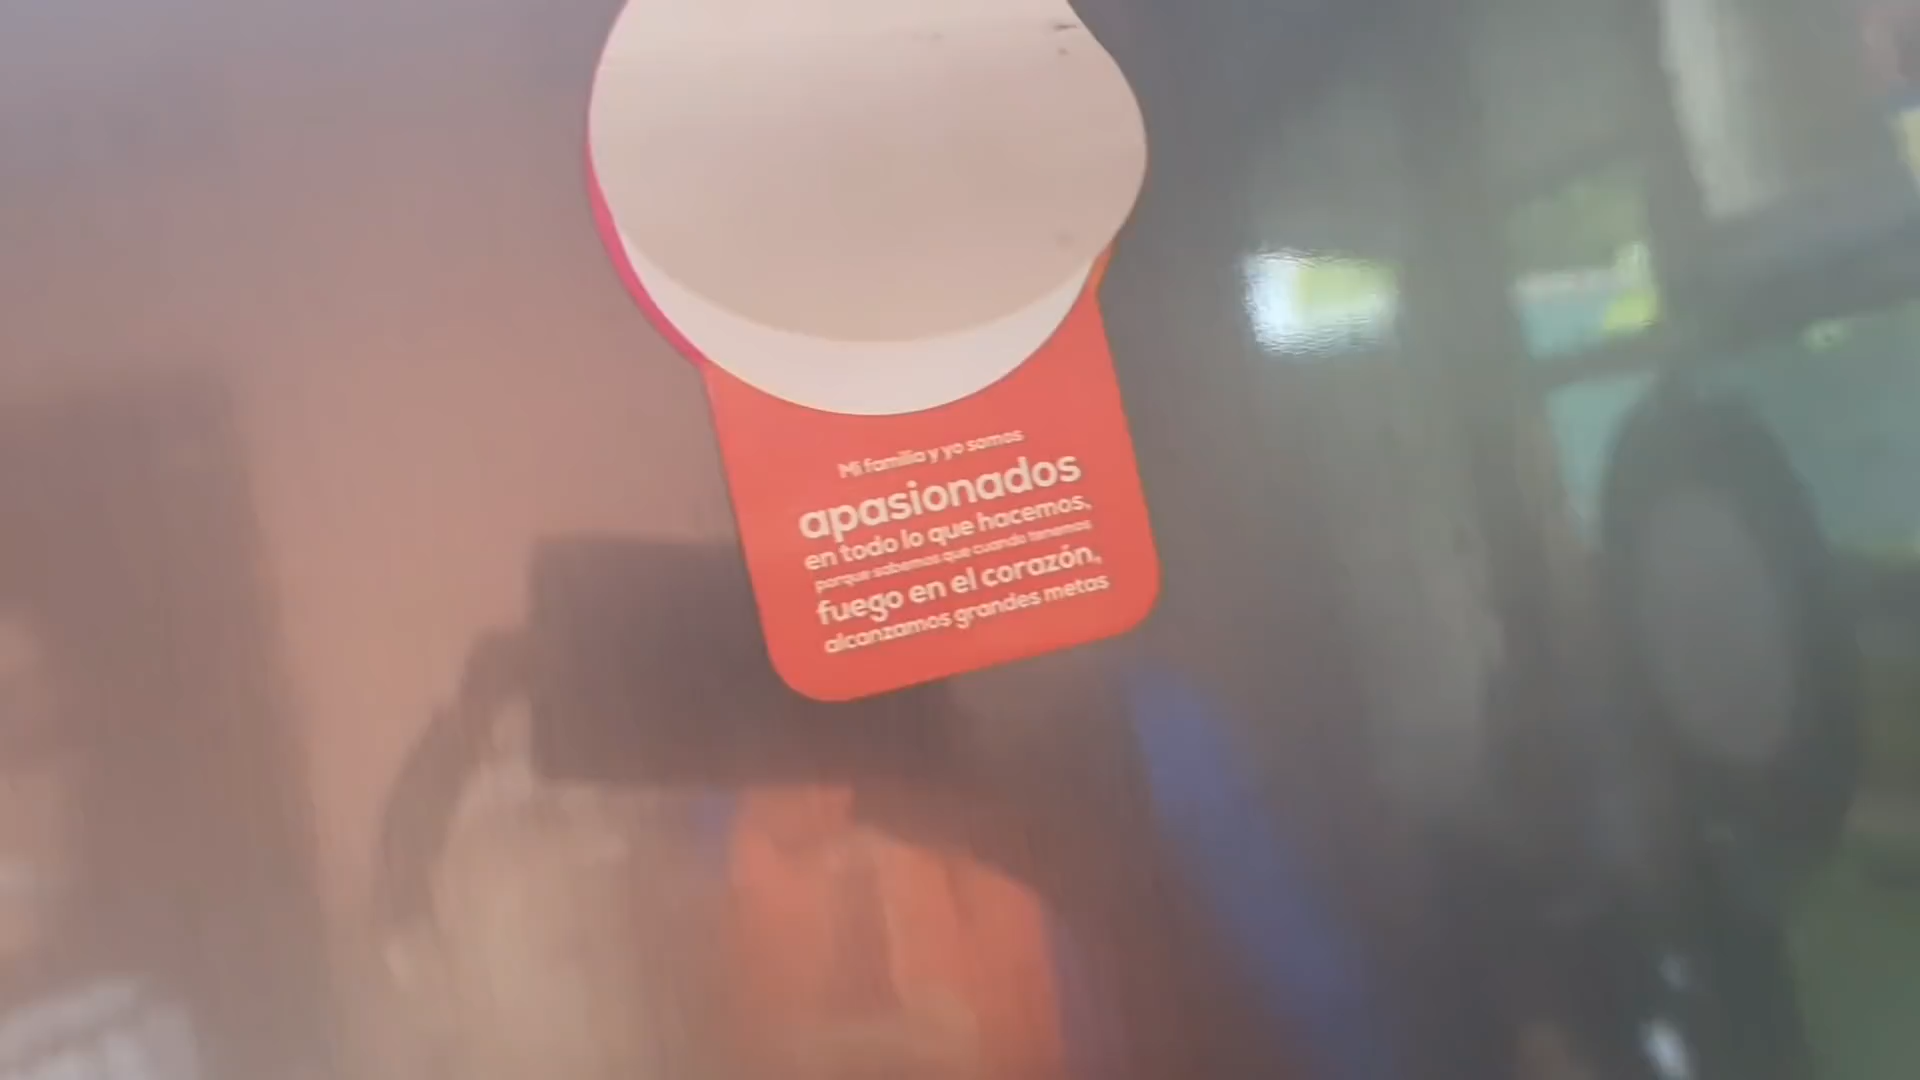 Mi familia y yo somos
apasionados
en todo lo que hacemos,
porque sabemos que cuando tenemos
fuego en el corazón,
alcanzamos grandes metas